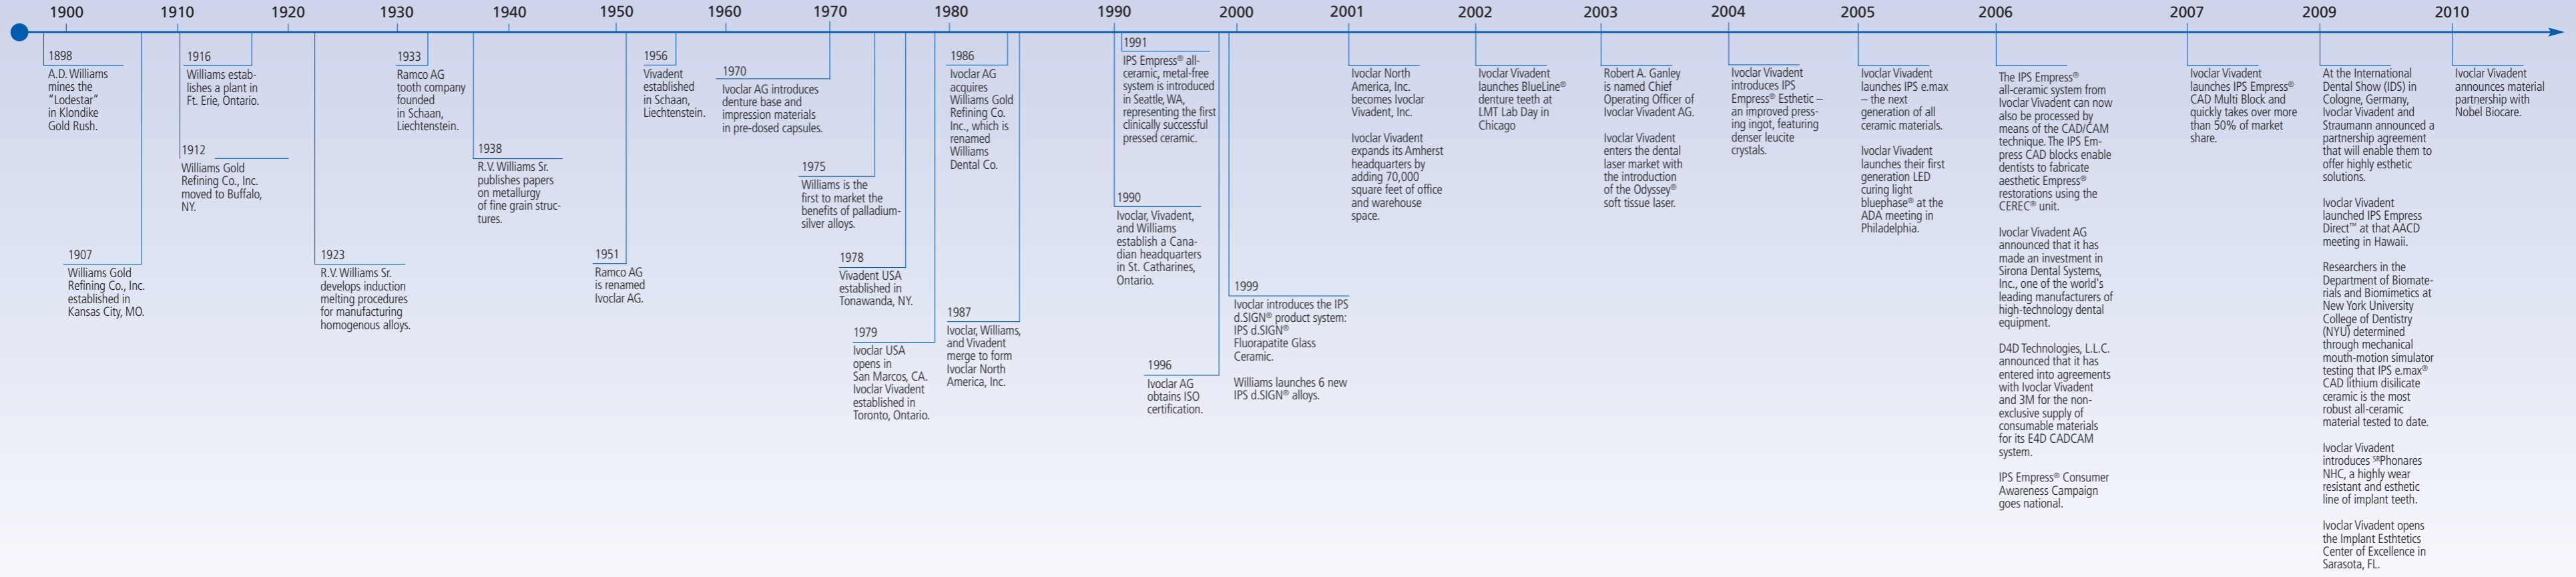 1900 1910 1920 1930 1940 1950 1960 1970 1980 1990 2000 2001 2002 2003 2004 2005 2006 2007 2009 2010
1898
A.D. Williams
mines the
“Lodestar”
in Klondike
Gold Rush.
1907
Williams Gold
Refining Co., Inc.
established in
Kansas City, MO.
1916
Williams estab-
lishes a plant in
Ft. Erie, Ontario.
1912
Williams Gold
Refining Co., Inc.
moved to Buffalo,
NY.
1923
R.V. Williams Sr.
develops induction
melting procedures
for manufacturing
homogenous alloys.
1933
Ramco AG
tooth company
founded
in Schaan,
Liechtenstein.
1938
R.V. Williams Sr.
publishes papers
on metallurgy
of fine grain struc-
tures.
1951
Ramco AG
is renamed
Ivoclar AG.
1956
Vivadent
established
in Schaan,
Liechtenstein.
1970
Ivoclar AG introduces
denture base and
impression materials
in pre-dosed capsules.
1975
Williams is the
first to market the
benefits of palladium-
silver alloys.
1978
Vivadent USA
established in
Tonawanda, NY.
1979
Ivoclar USA
opens in
San Marcos, CA.
Ivoclar Vivadent
established in
Toronto, Ontario.
1986
Ivoclar AG
acquires
Williams Gold
Refining Co.
Inc., which is
renamed
Williams
Dental Co.
1987
Ivoclar, Williams,
and Vivadent
merge to form
Ivoclar North
America, Inc.
1991
IPS Empress® all-
ceramic, metal-free
system is introduced
in Seattle, WA,
representing the first
clinically successful
pressed ceramic.
1990
Ivoclar, Vivadent,
and Williams
establish a Cana-
dian headquarters
in St. Catharines,
Ontario.
1996
Ivoclar AG
obtains ISO
certification.
1999
Ivoclar introduces the IPS
d.SIGN® product system:
IPS d.SIGN®
Fluorapatite Glass
Ceramic.
Williams launches 6 new
IPS d.SIGN® alloys.
Ivoclar North
America, Inc.
becomes Ivoclar
Vivadent, Inc.
Ivoclar Vivadent
expands its Amherst
headquarters by
adding 70,000
square feet of office
and warehouse
space.
Ivoclar Vivadent
launches BlueLine®
denture teeth at
LMT Lab Day in
Chicago
Robert A. Ganley
is named Chief
Operating Officer of
Ivoclar Vivadent AG.
Ivoclar Vivadent
enters the dental
laser market with
the introduction
of the Odyssey®
soft tissue laser.
Ivoclar Vivadent
introduces IPS
Empress® Esthetic –
an improved press-
ing ingot, featuring
denser leucite
crystals.
Ivoclar Vivadent
launches IPS e.max
– the next
generation of all
ceramic materials.
Ivoclar Vivadent
launches their first
generation LED
curing light
bluephase® at the
ADA meeting in
Philadelphia.
The IPS Empress®
all-ceramic system from
Ivoclar Vivadent can now
also be processed by
means of the CAD/CAM
technique. The IPS Em-
press CAD blocks enable
dentists to fabricate
aesthetic Empress®
restorations using the
CEREC® unit.
Ivoclar Vivadent AG
announced that it has
made an investment in
Sirona Dental Systems,
Inc., one of the world's
leading manufacturers of
high-technology dental
equipment.
D4D Technologies, L.L.C.
announced that it has
entered into agreements
with Ivoclar Vivadent
and 3M for the non-
exclusive supply of
consumable materials
for its E4D CADCAM
system.
IPS Empress® Consumer
Awareness Campaign
goes national.
Ivoclar Vivadent
launches IPS Empress®
CAD Multi Block and
quickly takes over more
than 50% of market
share.
At the International
Dental Show (IDS) in
Cologne, Germany,
Ivoclar Vivadent and
Straumann announced a
partnership agreement
that will enable them to
offer highly esthetic
solutions.
Ivoclar Vivadent
launched IPS Empress
Direct™ at that AACD
meeting in Hawaii.
Researchers in the
Department of Biomate-
rials and Biomimetics at
New York University
College of Dentistry
(NYU) determined
through mechanical
mouth-motion simulator
testing that IPS e.max®
CAD lithium disilicate
ceramic is the most
robust all-ceramic
material tested to date.
Ivoclar Vivadent
introduces SRPhonares
NHC, a highly wear
resistant and esthetic
line of implant teeth.
Ivoclar Vivadent opens
the Implant Esthtetics
Center of Excellence in
Sarasota, FL.
Ivoclar Vivadent
announces material
partnership with
Nobel Biocare.